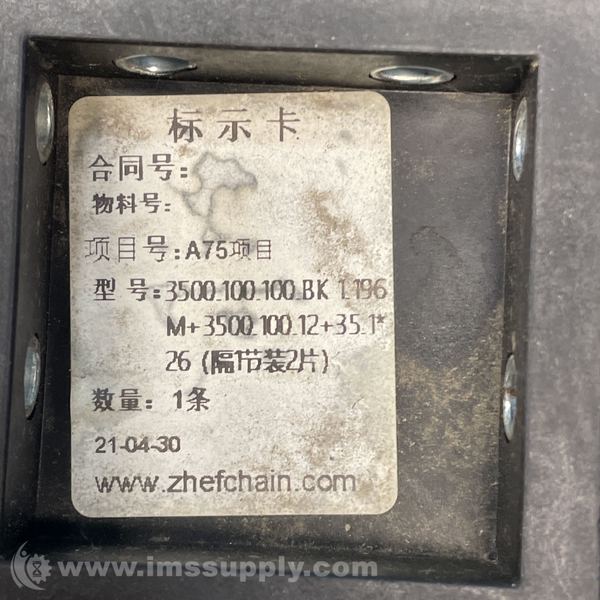 标示卡
合同号:
物料号:
项目号:A75项目
型号:3500.100.100.BK 1.196
M+3500.100.12+35.1*
26 (隔1节装2片)
数量: 1条
21-04-30
www.zhefchain.com
www.imssupply.com